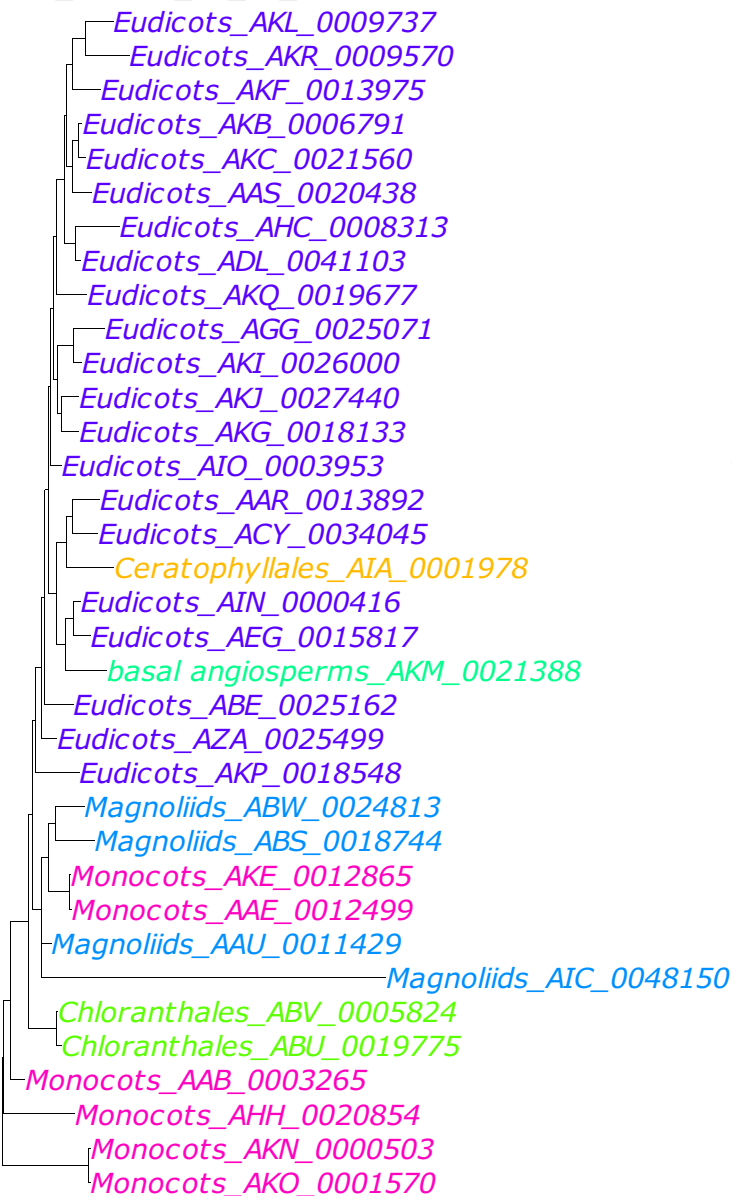 Eudicots_AKL_0009737
Eudicots_AKR_0009570
Eudicots_AKF_0013975
Eudicots_AKB_0006791
Eudicots_AKC_0021560
Eudicots_AAS_0020438
Eudicots_AHC_0008313
Eudicots_ADL_0041103
Eudicots_AKQ_0019677
Eudicots_AGG_0025071
Eudicots_AKI_0026000
Eudicots_AKJ_0027440
Eudicots_AKG_0018133
Eudicots_AIO_0003953
Eudicots_AAR_0013892
Eudicots_ACY_0034045
Ceratophyllales_AIA_0001978
Eudicots_AIN_0000416
Eudicots_AEG_0015817
basal angiosperms_AKM_0021388
Eudicots_ABE_0025162
Eudicots_AZA_0025499
Eudicots_AKP_0018548
Magnoliids_ABW_0024813
Magnoliids_ABS_0018744
Monocots_AKE_0012865
Monocots_AAE_0012499
Magnoliids_AAU_0011429
Magnoliids_AIC_0048150
Chloranthales_ABV_0005824
Chloranthales_ABU_0019775
Monocots_AAB_0003265
Monocots_AHH_0020854
Monocots_AKN_0000503
Monocots_AKO_0001570